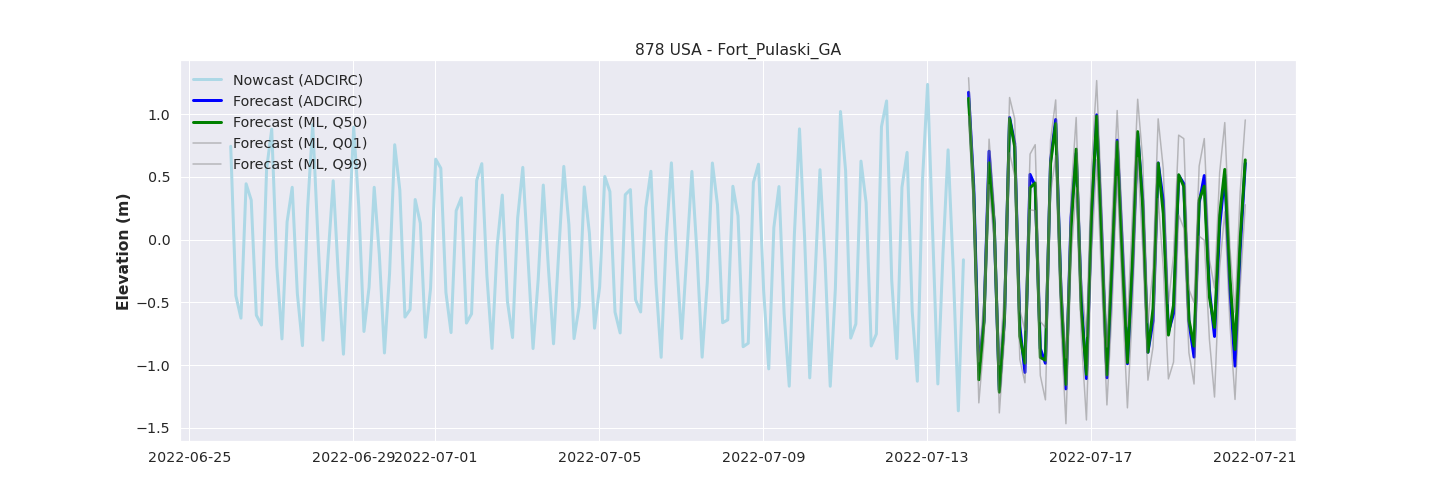 878 USA - Fort_Pulaski_GA
Nowcast (ADCIRC)
Forecast (ADCIRC)
Forecast (ML, Q50)
Forecast (ML, Q01)
Forecast (ML, Q99)
Elevation (m)
1.0
0.5
0.0
−0.5
−1.0
−1.5
2022-06-25 2022-06-29 2022-07-01 2022-07-05 2022-07-09 2022-07-13 2022-07-17 2022-07-21